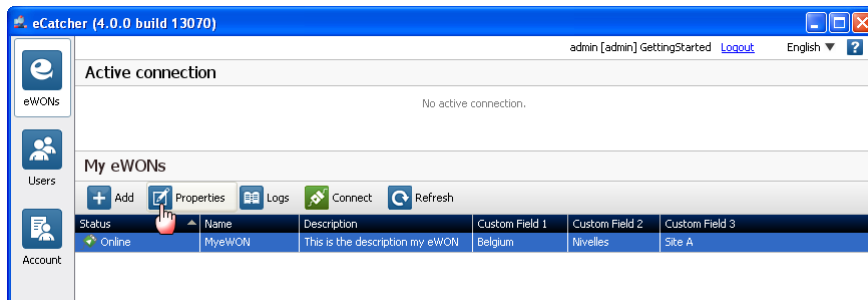 eCatcher (4.0.0 build 13070)
admin [admin] GettingStarted Logout English ▼ ?
Active connection
eWONs
No active connection.
My eWONs
Users
Add Properties Logs Connect Refresh
Status Name Description Custom Field 1 Custom Field 2 Custom Field 3
Online MyeWON This is the description my eWON Belgium Nivelles Site A
Account